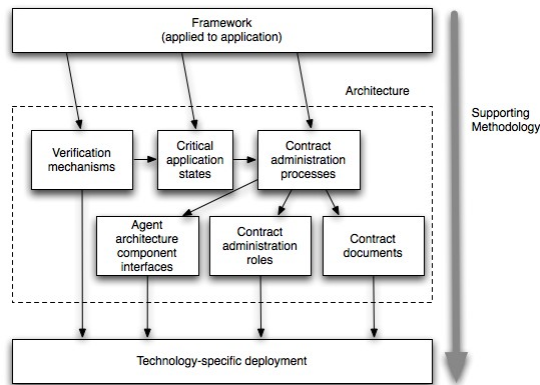 Framework
(applied to application)
Architecture
Supporting
Methodology
Verification
mechanisms
Critical
application
states
Contract
administration
processes
Agent
architecture
component
interfaces
Contract
administration
roles
Contract
documents
Technology-specific deployment